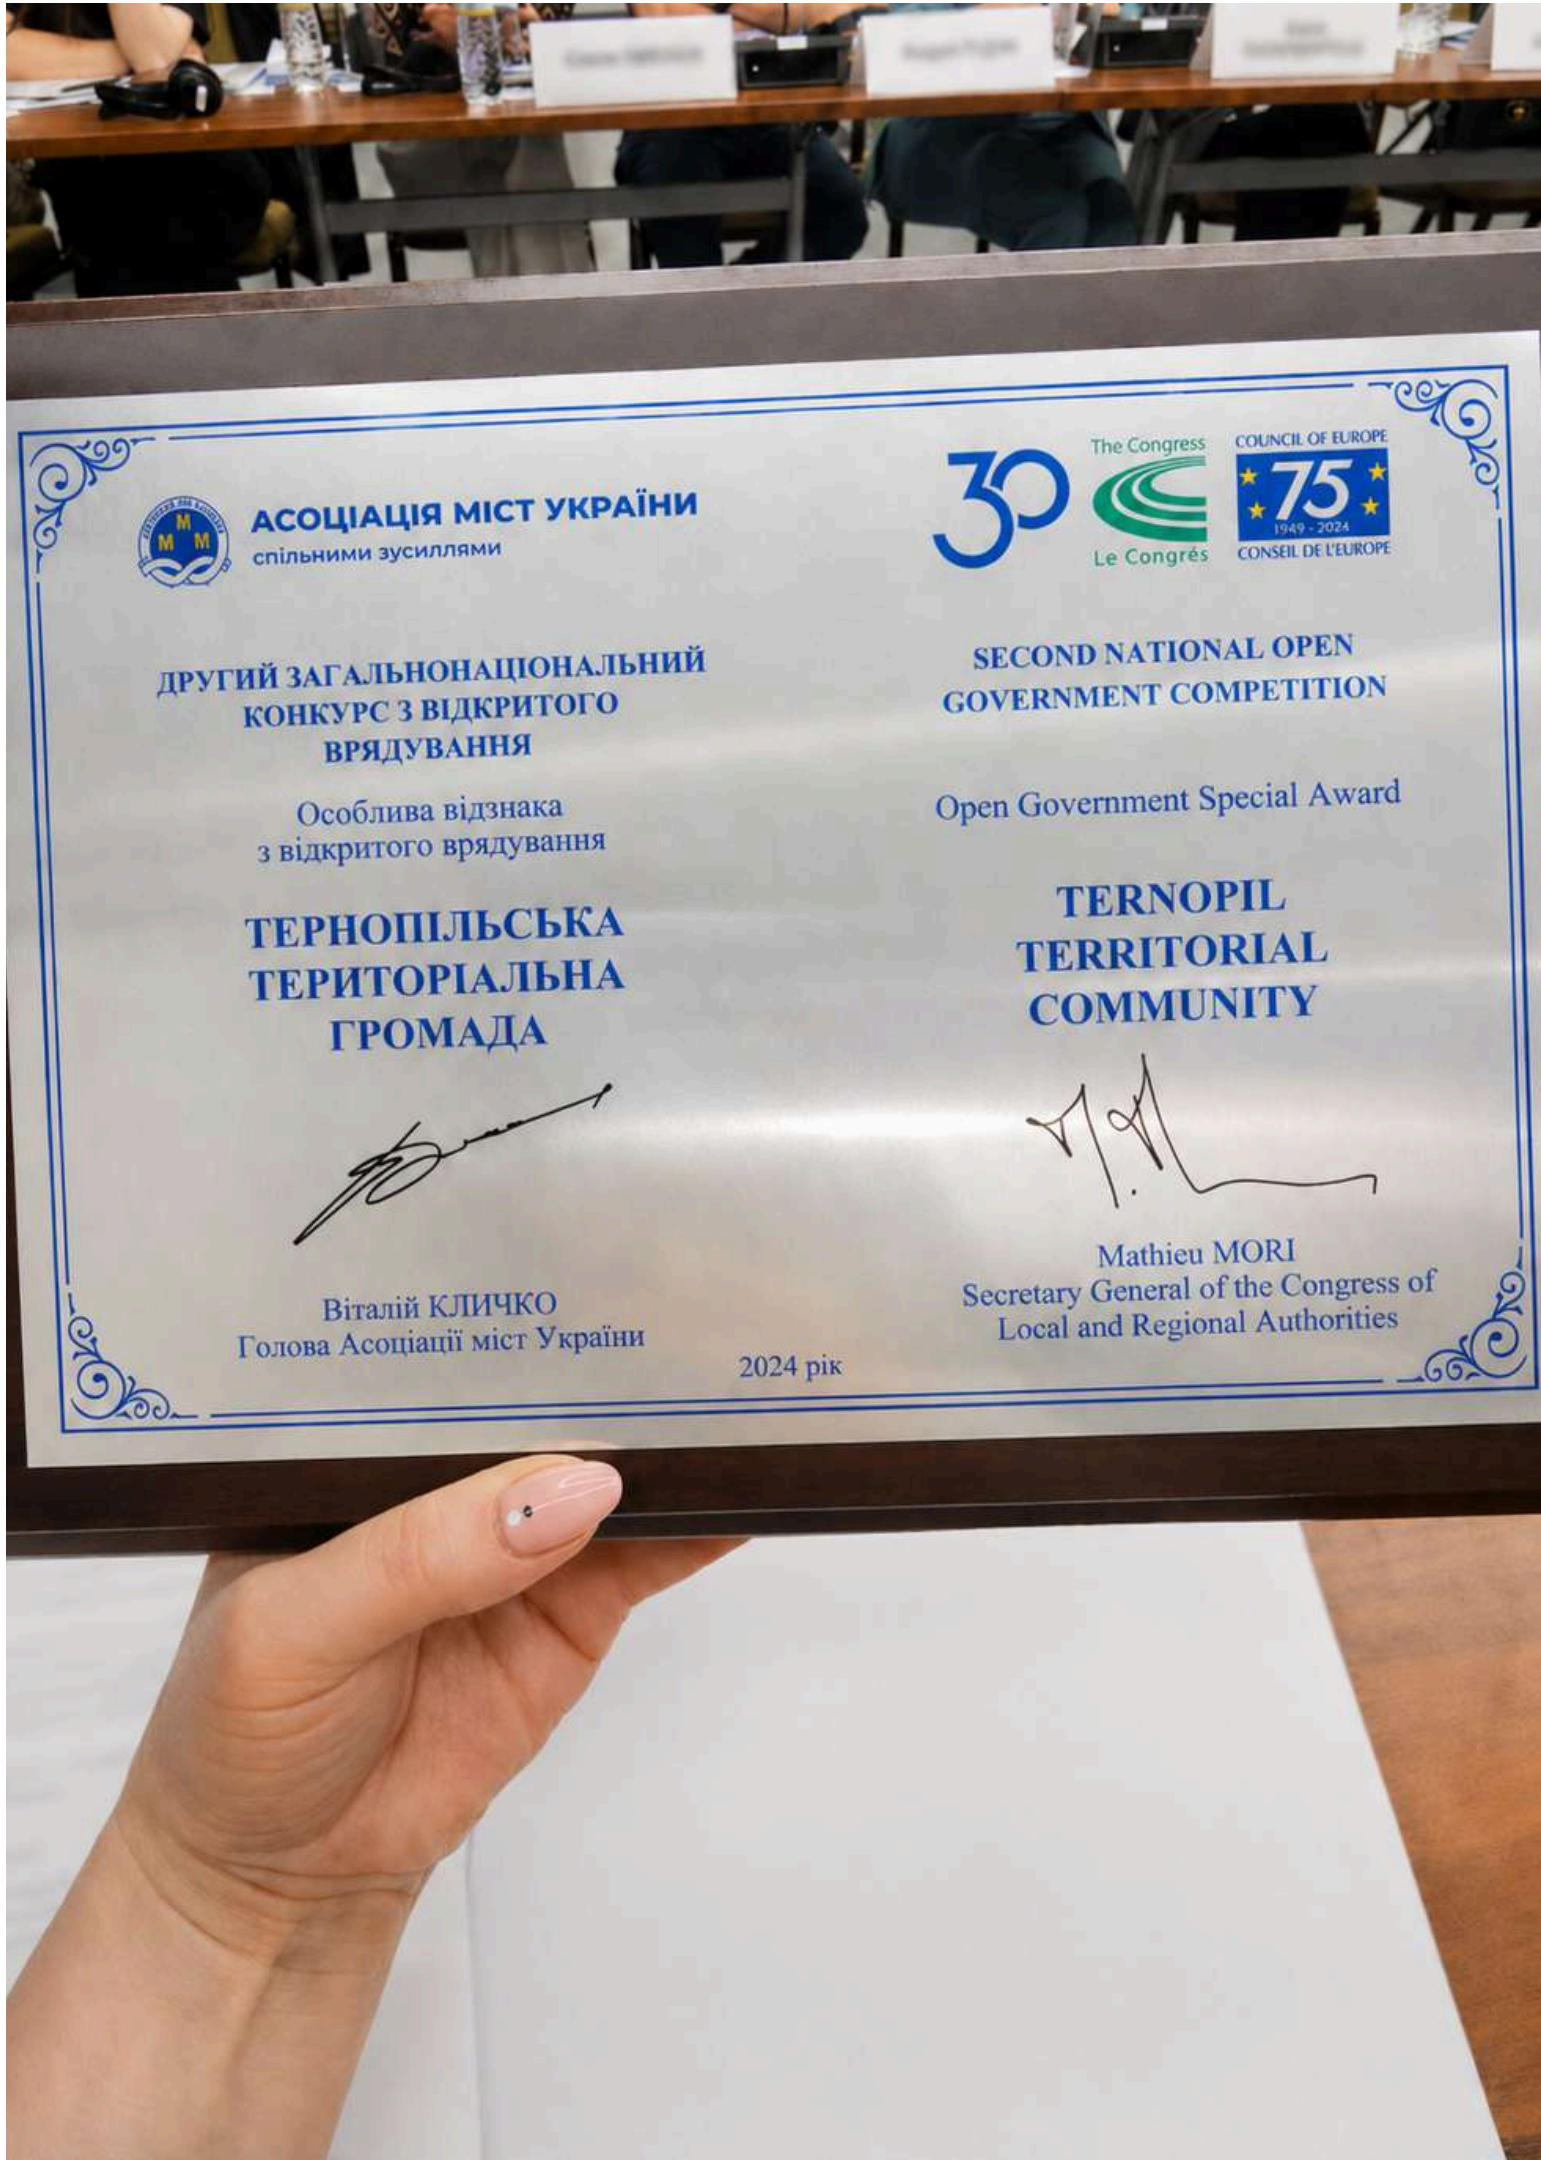 АСОЦІАЦІЯ МІСТ УКРАЇНИ
спільними зусиллями
М
М М
30
The Congress
Le Congrés
COUNCIL OF EUROPE
75
1949 - 2024
CONSEIL DE L'EUROPE
ДРУГИЙ ЗАГАЛЬНОНАЦІОНАЛЬНИЙ
КОНКУРС З ВІДКРИТОГО
ВРЯДУВАННЯ
Особлива відзнака
з відкритого врядування
ТЕРНОПІЛЬСЬКА
ТЕРИТОРІАЛЬНА
ГРОМАДА
Віталій КЛИЧКО
Голова Асоціації міст України
SECOND NATIONAL OPEN
GOVERNMENT COMPETITION
Open Government Special Award
TERNOPIL
TERRITORIAL
COMMUNITY
Mathieu MORI
Secretary General of the Congress of
Local and Regional Authorities
2024 рік